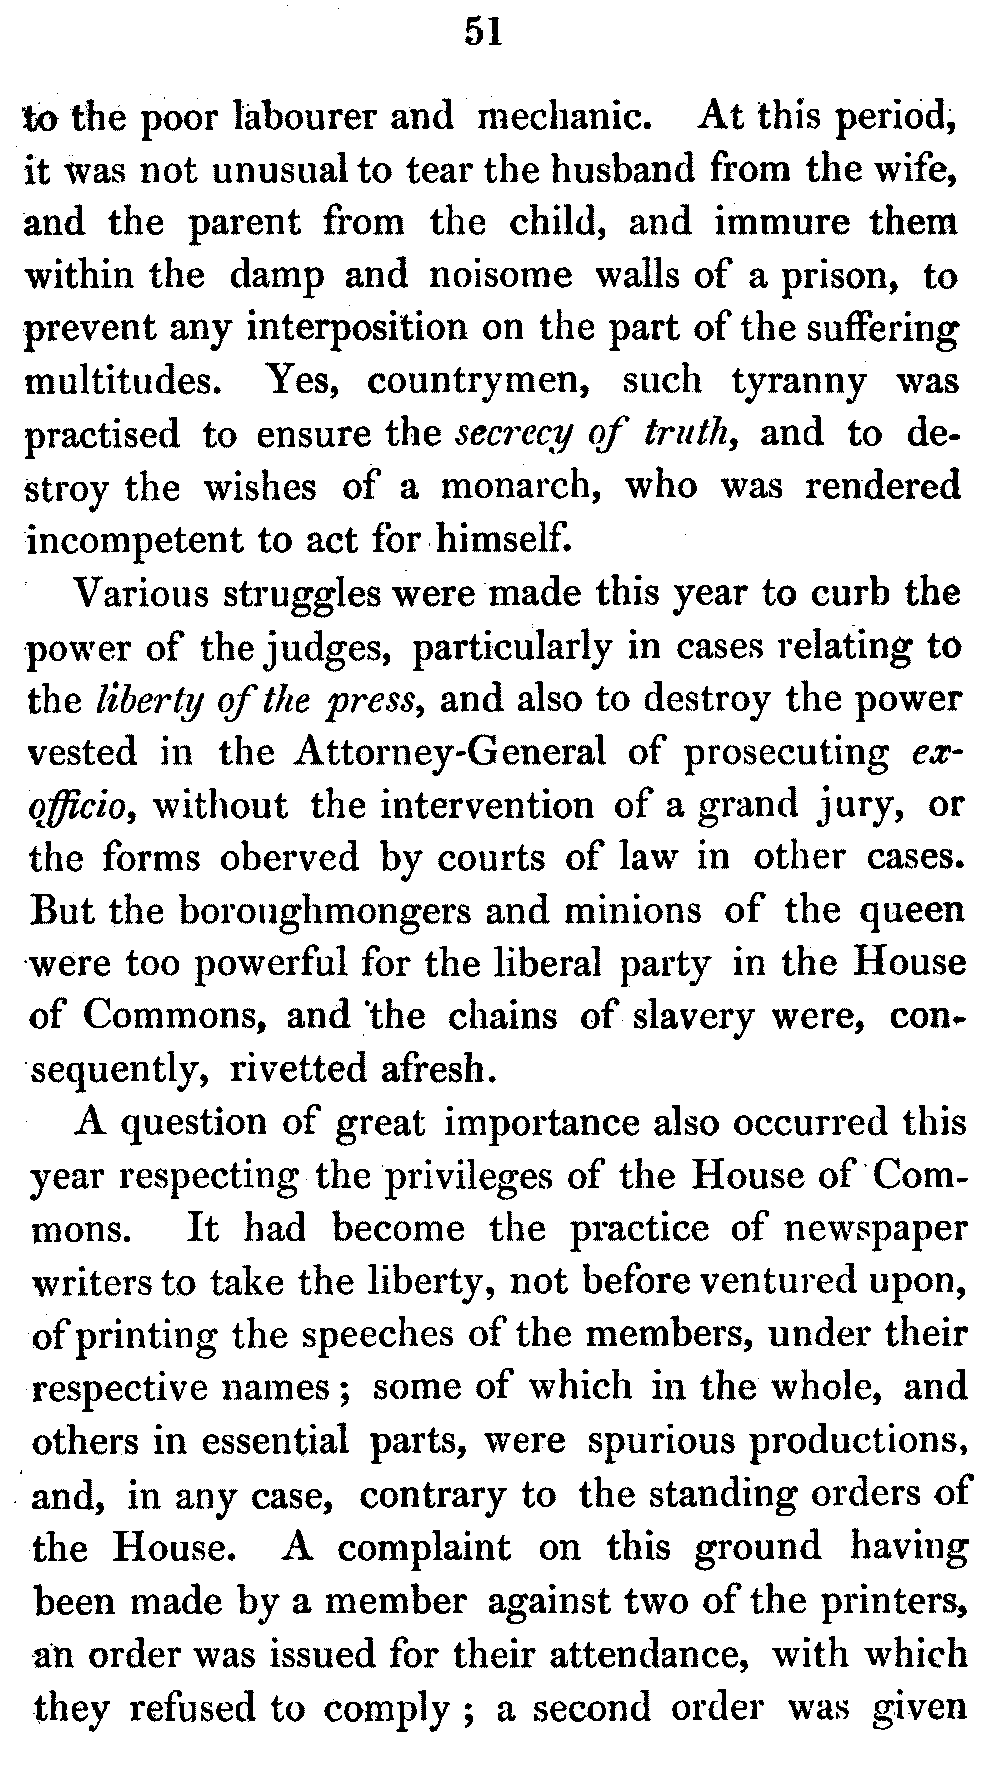 51
to the poor labourer and mechanic. At this period,
it was not unusual to tear the husband from the wife,
and the parent from the child, and immure them
within the damp and noisome walls of a prison, to
prevent any interposition on the part of the suffering
multitudes. Yes, countrymen, such tyranny was
practised to ensure the secrecy of truth, and to de-
stroy the wishes of a monarch, who was rendered
incompetent to act for himself.
Various struggles were made this year to curb the
power of the judges, particularly in cases relating to
the liberty of the press, and also to destroy the power
vested in the Attorney-General of prosecuting ex-
officio, without the intervention of a grand jury, or
the forms oberved by courts of law in other cases.
But the boroughmongers and minions of the queen
were too powerful for the liberal party in the House
of Commons, and the chains of slavery were, con-
sequently, rivetted afresh.
A question of great importance also occurred this
year respecting the privileges of the House of Com-
mons. It had become the practice of newspaper
writers to take the liberty, not before ventured upon,
of printing the speeches of the members, under their
respective names; some of which in the whole, and
others in essential parts, were spurious productions,
and, in any case, contrary to the standing orders of
the House. A complaint on this ground having
been made by a member against two of the printers,
an order was issued for their attendance, with which
they refused to comply; a second order was given